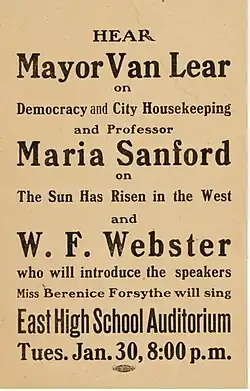 HEAR
Mayor Van Lear
on
Democracy and City Housekeeping
and Professor
Maria Sanford
on
The Sun Has Risen in the West
and
W. F. Webster
who will introduce the speakers
Miss Berenice Forsythe will sing
East High School Auditorium
Tues. Jan. 30, 8:00 p.m.